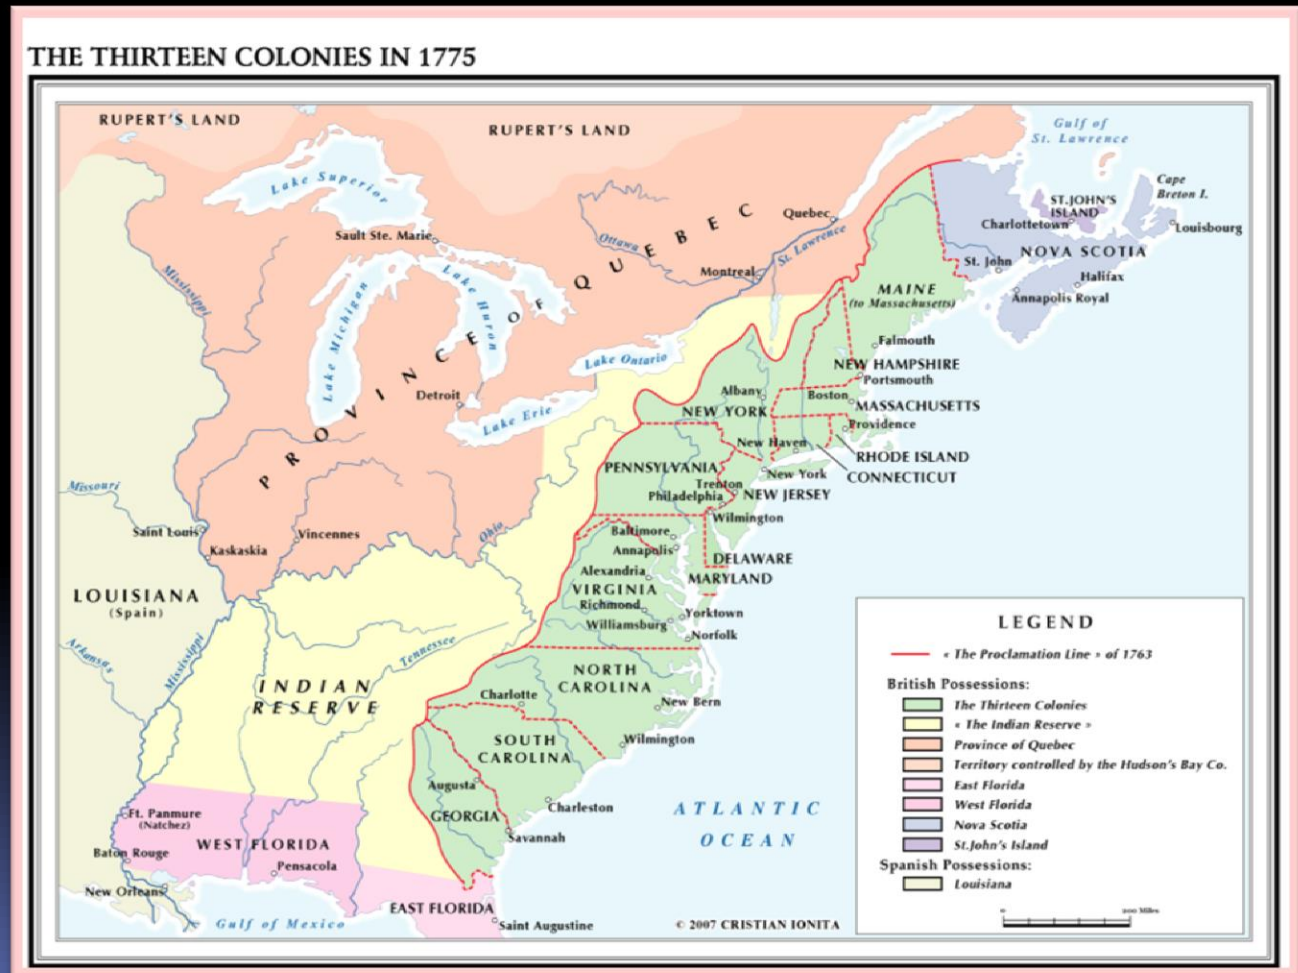 THE THIRTEEN COLONIES IN 1775
RUPERT'S LAND
RUPERT'S LAND
Gulf of
St. Lawrence
Lake Superior
Cape
Breton I.
ST.JOHN'S
ISLAND
Quebec
Charlottetown
Louisbourg
Sault Ste. Marie
Ottawa
St. Lawrence
NOVA SCOTIA
St. John
Montreal
Halifax
Mississippi
Lake Michigan
Lake Huron
MAINE
(to Massachusetts)
Annapolis Royal
PROVINCE OF QUEBEC
Falmouth
Lake Ontario
NEW HAMPSHIRE
Portsmouth
Detroit
Albany
Boston
MASSACHUSETTS
Lake Erie
NEW YORK
Providence
New Haven
RHODE ISLAND
PENNSYLVANIA
New York
CONNECTICUT
Missouri
Trenton
Philadelphia
NEW JERSEY
Wilmington
Saint Louis
Vincennes
Ohio
Baltimore
Kaskaskia
Annapolis
DELAWARE
Alexandria
MARYLAND
LOUISIANA
(Spain)
VIRGINIA
Richmond
Yorktown
Williamsburg
Norfolk
Arkansas
Mississippi
Tennessee
INDIAN
RESERVE
NORTH
CAROLINA
Charlotte
New Bern
SOUTH
CAROLINA
Wilmington
Augusta
Charleston
GEORGIA
Savannah
ATLANTIC
OCEAN
Ft. Panmure
(Natchez)
WEST FLORIDA
Baton Rouge
Pensacola
New Orleans
EAST FLORIDA
Gulf of Mexico
Saint Augustine
© 2007 CRISTIAN IONITA
LEGEND
« The Proclamation Line » of 1763
British Possessions:
The Thirteen Colonies
« The Indian Reserve »
Province of Quebec
Territory controlled by the Hudson's Bay Co.
East Florida
West Florida
Nova Scotia
St.John's Island
Spanish Possessions:
Louisiana
0 200 Miles